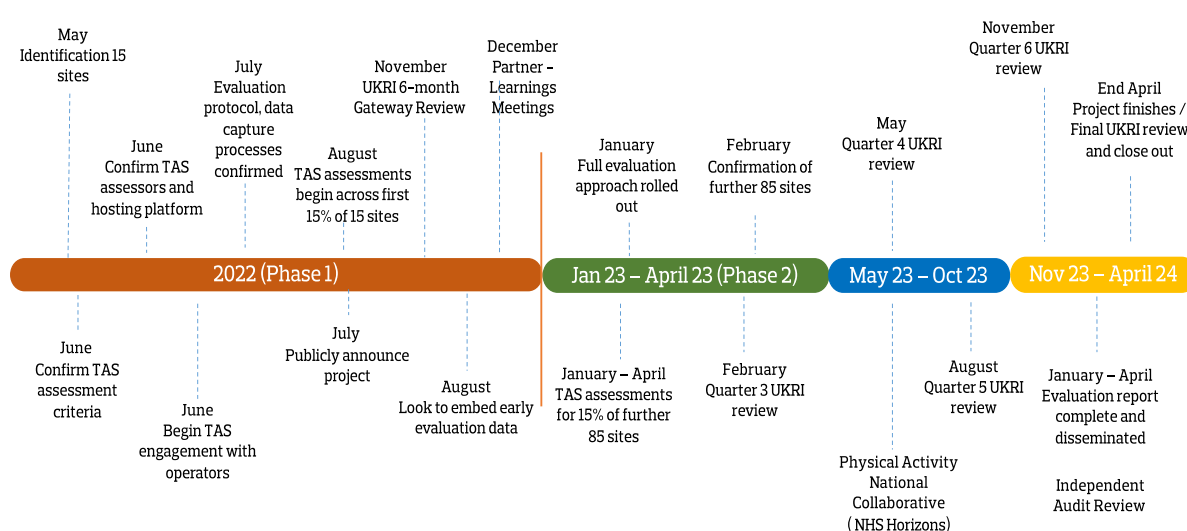 May
Identification 15
sites
June
Confirm TAS
assessors and
hosting platform
July
Evaluation
protocol, data
capture
processes
confirmed
August
TAS assessments
begin across first
15% of 15 sites
November
UKRI 6-month
Gateway Review
December
Partner –
Learnings
Meetings
January
Full evaluation
approach rolled
out
February
Confirmation of
further 85 sites
May
Quarter 4 UKRI
review
November
Quarter 6 UKRI
review
End April
Project finishes /
Final UKRI review
and close out
2022 (Phase 1)
Jan 23 – April 23 (Phase 2)
May 23 – Oct 23
Nov 23 – April 24
June
Confirm TAS
assessment
criteria
June
Begin TAS
engagement with
operators
July
Publicly announce
project
August
Look to embed early
evaluation data
January – April
TAS assessments
for 15% of further
85 sites
February
Quarter 3 UKRI
review
Physical Activity
National
Collaborative
(NHS Horizons)
August
Quarter 5 UKRI
review
January – April
Evaluation report
complete and
disseminated
Independent
Audit Review